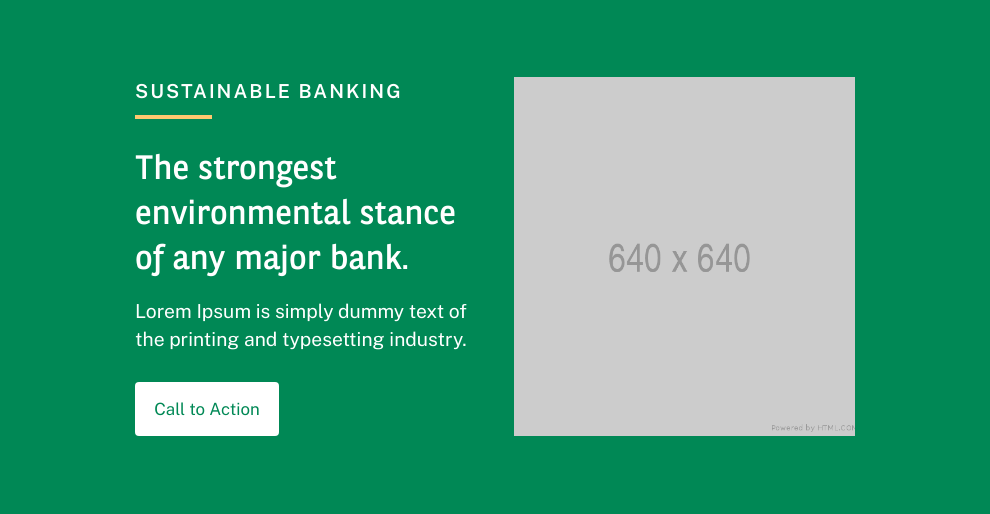 SUSTAINABLE BANKING
The strongest
environmental stance
of any major bank.
Lorem Ipsum is simply dummy text of
the printing and typesetting industry.
Call to Action
640 x 640
Powered by HTML.COM